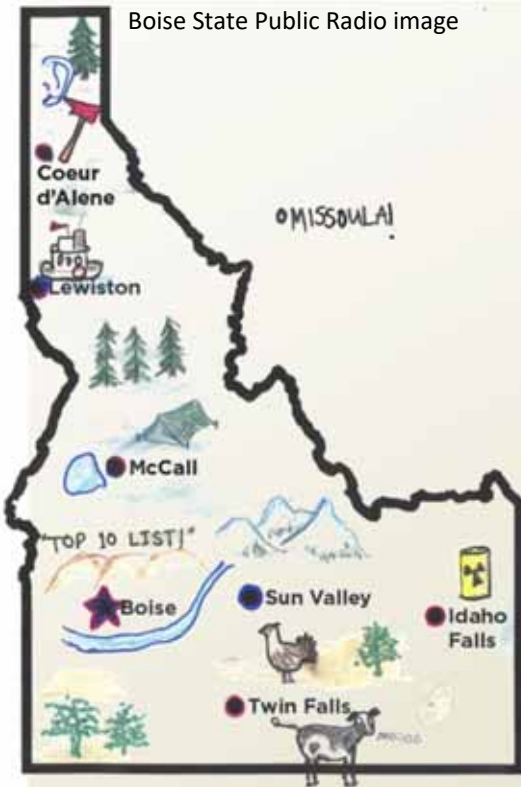 Boise State Public Radio image
Coeur
d'Alene
MISSOULA!
Lewiston
McCall
"TOP 10 LIST!"
Boise
Sun Valley
Idaho
Falls
Twin Falls